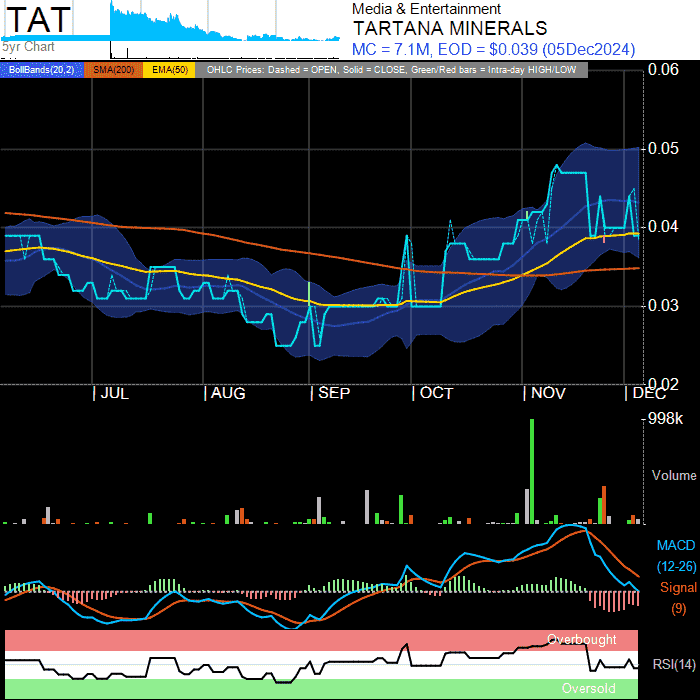 TAT
5yr Chart
Media & Entertainment
TARTANA MINERALS
MC = 7.1M, EOD = $0.039 (05Dec2024)
BollBands(20,2) SMA(200) EMA(50) OHLC Prices: Dashed = OPEN, Solid = CLOSE, Green/Red bars = Intra-day HIGH/LOW
0.06
0.05
0.04
0.03
0.02
JUL AUG SEP OCT NOV DEC
998k
Volume
MACD
(12-26)
Signal
(9)
Overbought
RSI(14)
Oversold